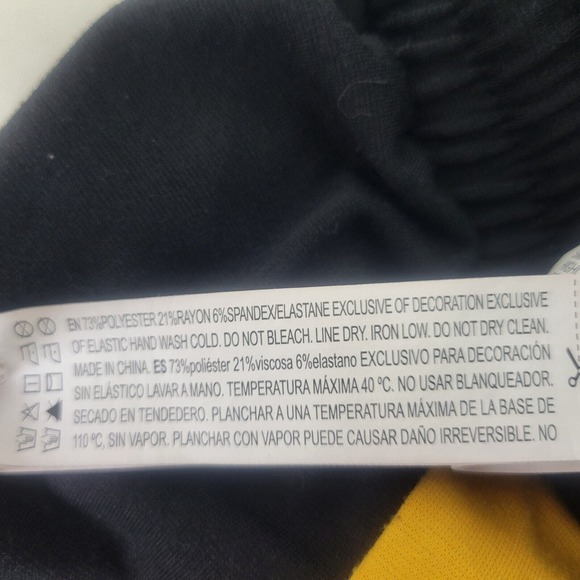 EN 73%POLYESTER 21%RAYON 6%SPANDEX/ELASTANE EXCLUSIVE OF DECORATION EXCLUSIVE
OF ELASTIC HAND WASH COLD. DO NOT BLEACH. LINE DRY. IRON LOW. DO NOT DRY CLEAN.
MADE IN CHINA. ES 73%poliéster 21%viscosa 6%elastano EXCLUSIVO PARA DECORACIÓN
SIN ELÁSTICO LAVAR A MANO. TEMPERATURA MÁXIMA 40 ºC. NO USAR BLANQUEADOR.
SECADO EN TENDEDERO. PLANCHAR A UNA TEMPERATURA MÁXIMA DE LA BASE DE
110 ºC, SIN VAPOR. PLANCHAR CON VAPOR PUEDE CAUSAR DAÑO IRREVERSIBLE. NO